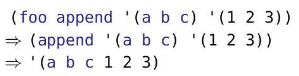 (foo append '(a b c) '(1 2 3))
⇒ (append '(a b c) '(1 2 3))
⇒ '(a b c 1 2 3)